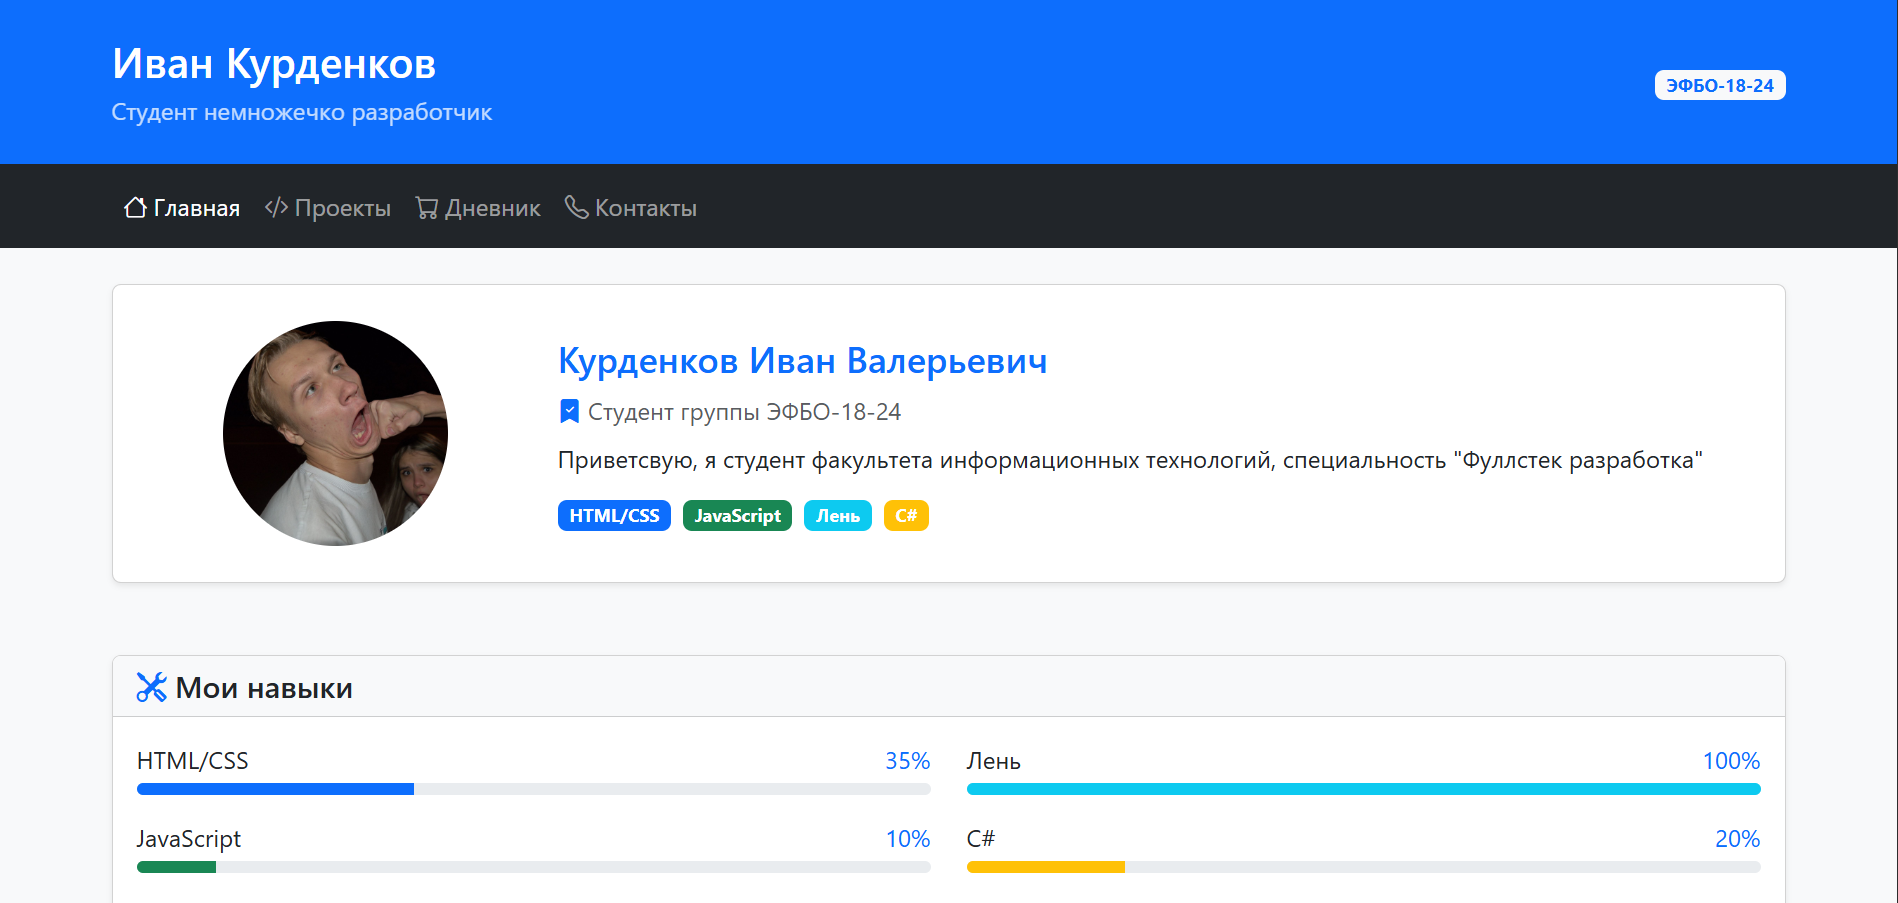 Иван Курденков
Студент немножечко разработчик
ЭФБО-18-24
Главная Проекты Дневник Контакты
Курденков Иван Валерьевич
Студент группы ЭФБО-18-24
Приветсвую, я студент факультета информационных технологий, специальность "Фуллстек разработка"
HTML/CSS JavaScript Лень C#
Мои навыки
HTML/CSS 35%
Лень 100%
JavaScript 10%
C# 20%